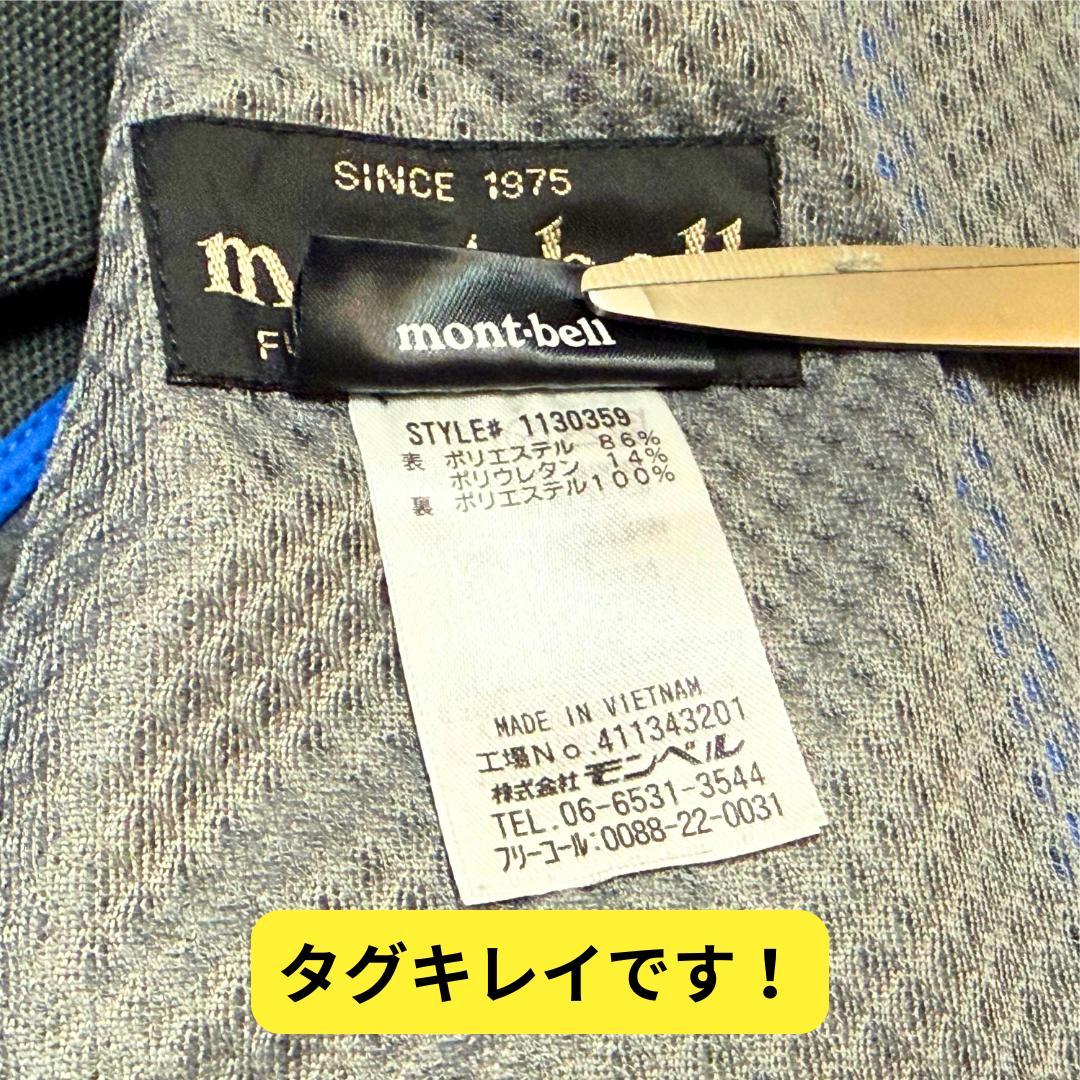 SINCE 1975
mont-bell
STYLE# 1130359
表 ポリエステル 86%
ポリウレタン 14%
裏 ポリエステル100%
MADE IN VIETNAM
工場No.411343201
株式会社モンベル
TEL.06-6531-3544
フリーコール:0088-22-0031
タグキレイです！